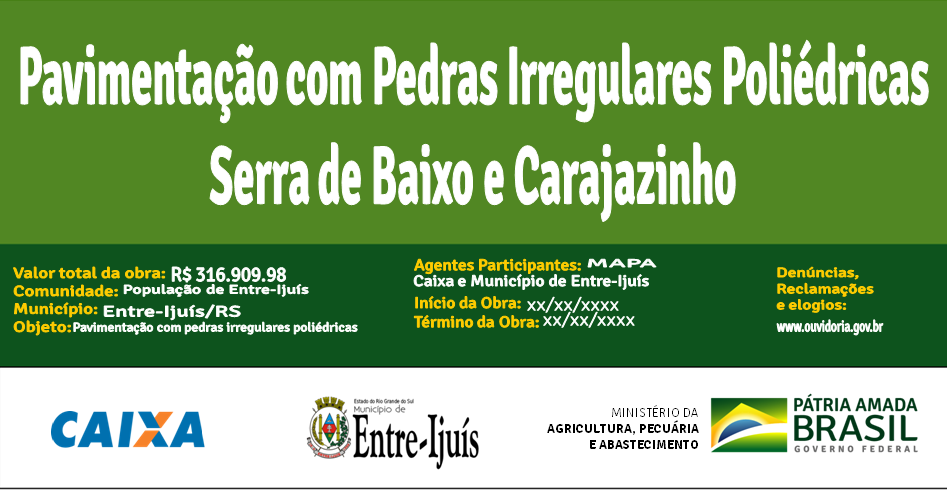 Pavimentação com Pedras Irregulares Poliédricas
Serra de Baixo e Carajazinho
Valor total da obra: R$ 316.909.98
Comunidade: População de Entre-Ijuís
Município: Entre-Ijuís/RS
Objeto: Pavimentação com pedras irregulares poliédricas
Agentes Participantes: MAPA
Caixa e Município de Entre-Ijuís
Início da Obra: xx/xx/xxxx
Término da Obra: xx/xx/xxxx
Denúncias,
Reclamações
e elogios:
www.ouvidoria.gov.br
CAIXA
Estado do Rio Grande do Sul
Município de
Entre-Ijuís
MINISTÉRIO DA
AGRICULTURA, PECUÁRIA
E ABASTECIMENTO
PÁTRIA AMADA
BRASIL
GOVERNO FEDERAL